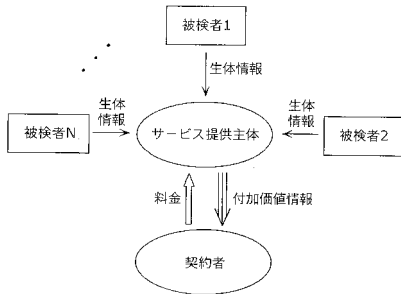 被検者1
生体情報
生体
情報
被検者N
サービス提供主体
生体
情報
被検者2
料金
付加価値情報
契約者